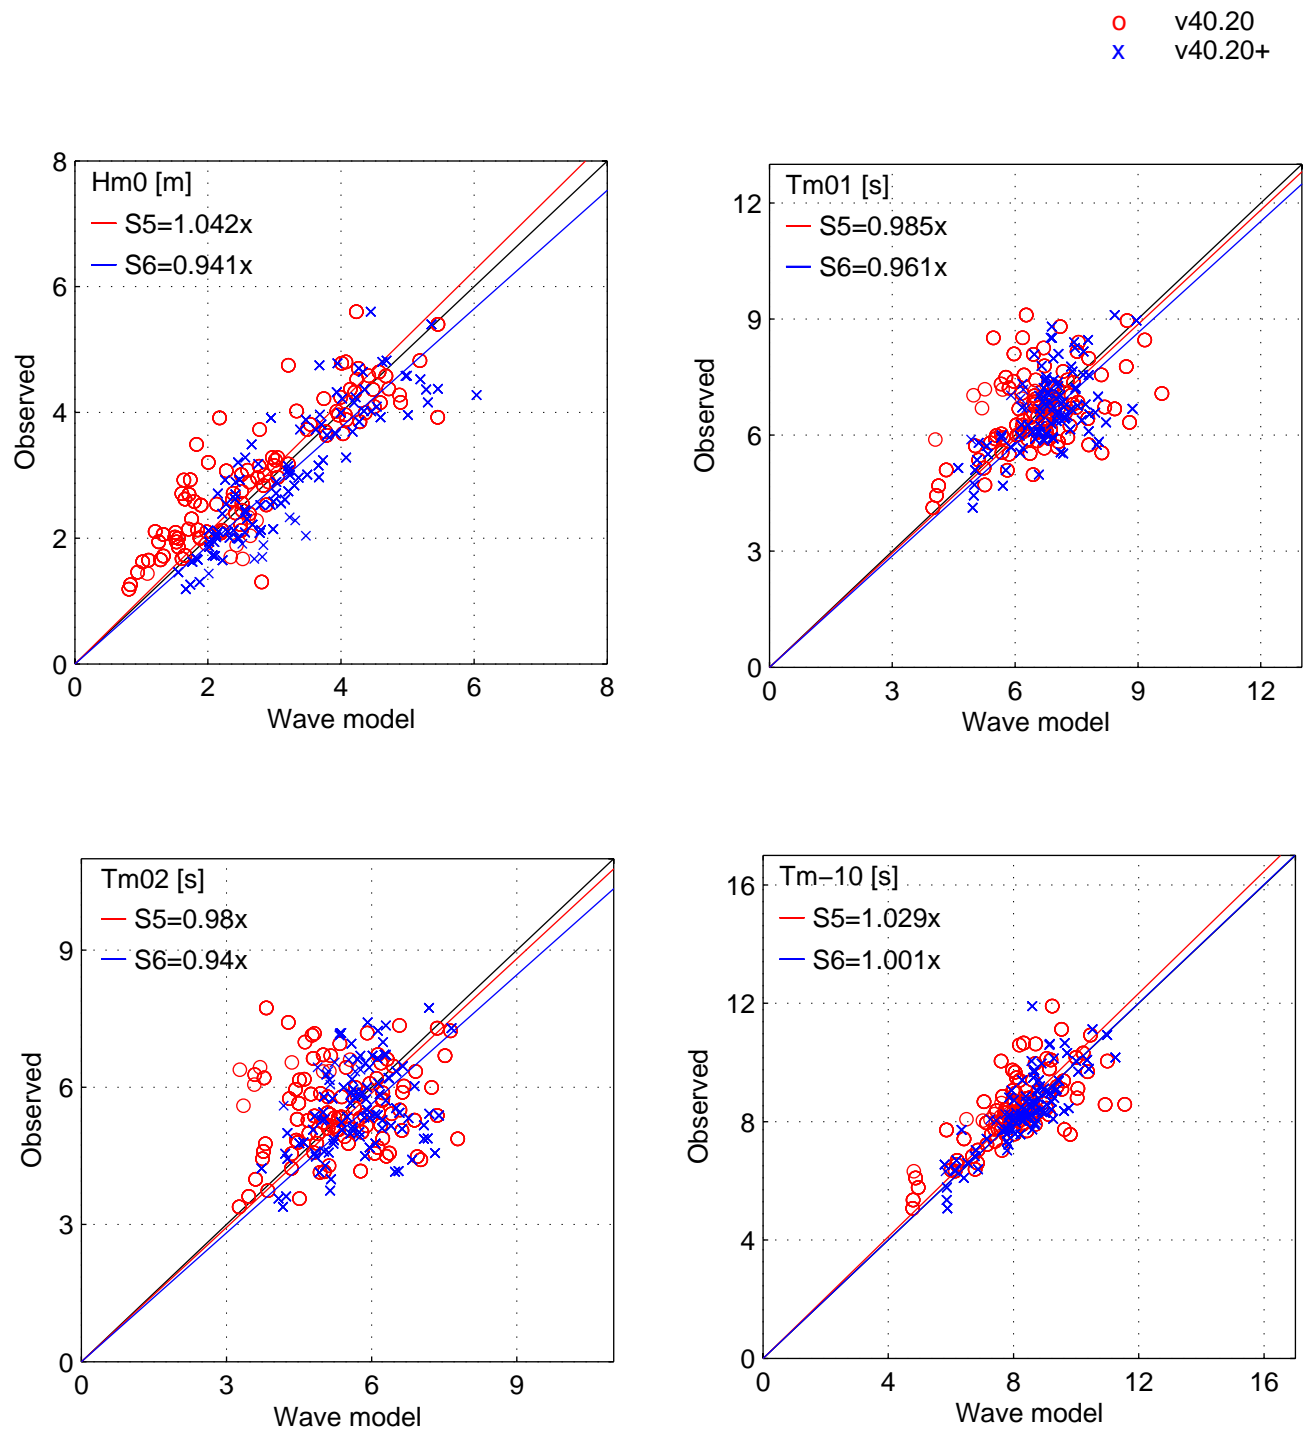 o v40.20
x v40.20+
Hm0 [m]
S5=1.042x
S6=0.941x
8
6
4
2
0
0 2 4 6 8
Observed
Wave model
Tm01 [s]
S5=0.985x
S6=0.961x
12
9
6
3
0
0 3 6 9 12
Observed
Wave model
Tm02 [s]
S5=0.98x
S6=0.94x
9
6
3
0
0 3 6 9
Observed
Wave model
Tm−10 [s]
S5=1.029x
S6=1.001x
16
12
8
4
0
0 4 8 12 16
Observed
Wave model